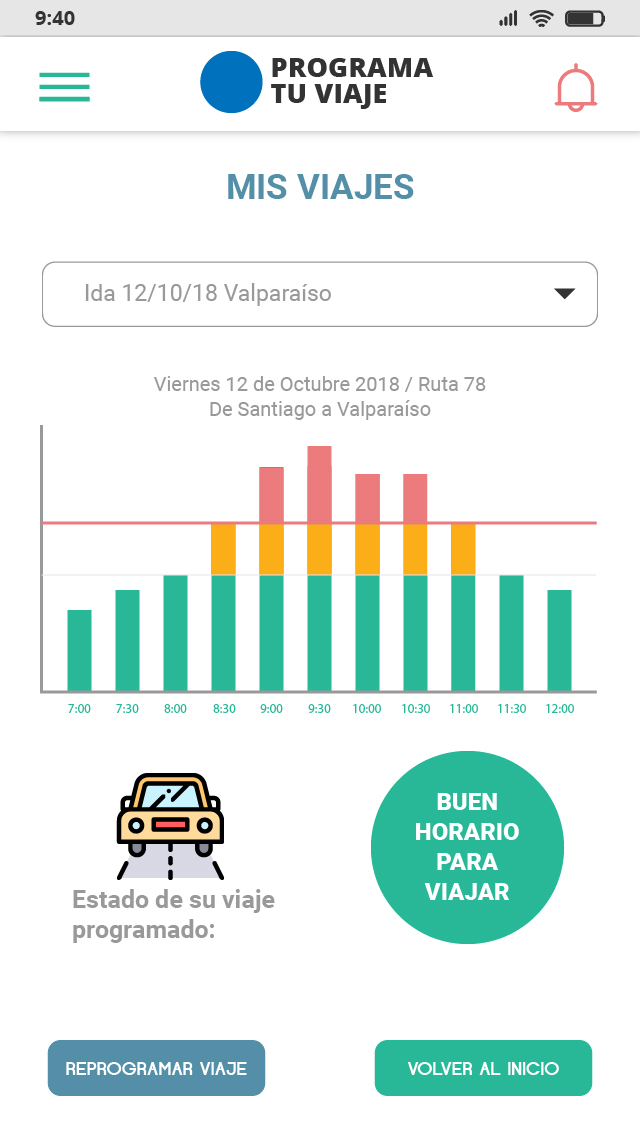 9:40
PROGRAMA
TU VIAJE
MIS VIAJES
Ida 12/10/18 Valparaíso
Viernes 12 de Octubre 2018 / Ruta 78
De Santiago a Valparaíso
7:00 7:30 8:00 8:30 9:00 9:30 10:00 10:30 11:00 11:30 12:00
BUEN
HORARIO
PARA
VIAJAR
Estado de su viaje
programado:
REPROGRAMAR VIAJE
VOLVER AL INICIO